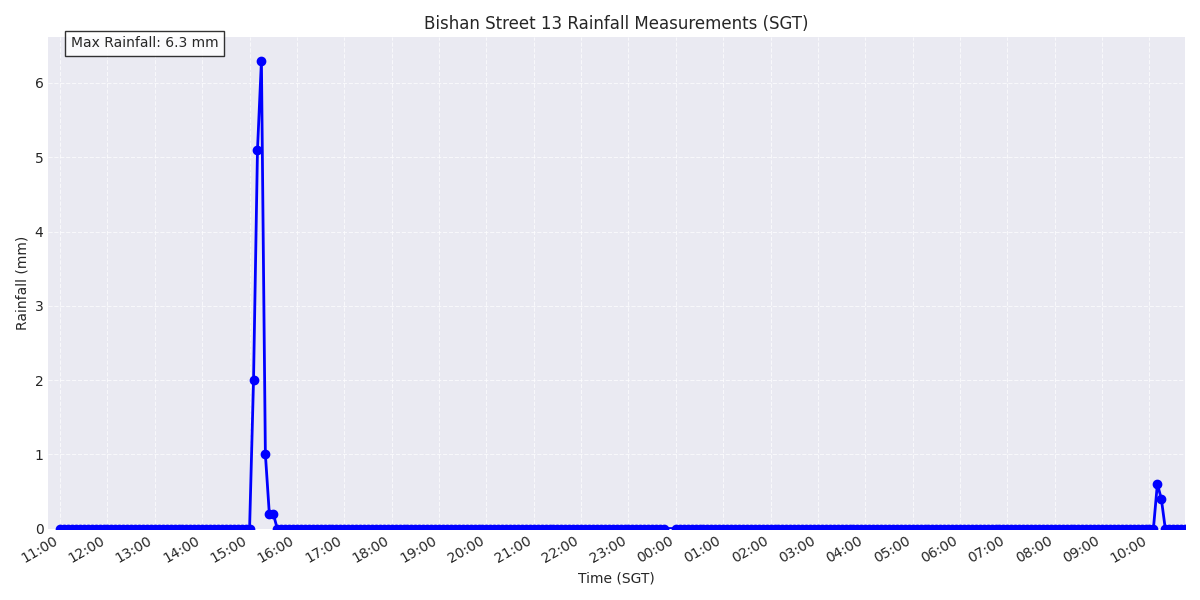 Bishan Street 13 Rainfall Measurements (SGT)
Max Rainfall: 6.3 mm
Rainfall (mm)
6
5
4
3
2
1
0
11:00 12:00 13:00 14:00 15:00 16:00 17:00 18:00 19:00 20:00 21:00 22:00 23:00 00:00 01:00 02:00 03:00 04:00 05:00 06:00 07:00 08:00 09:00 10:00
Time (SGT)